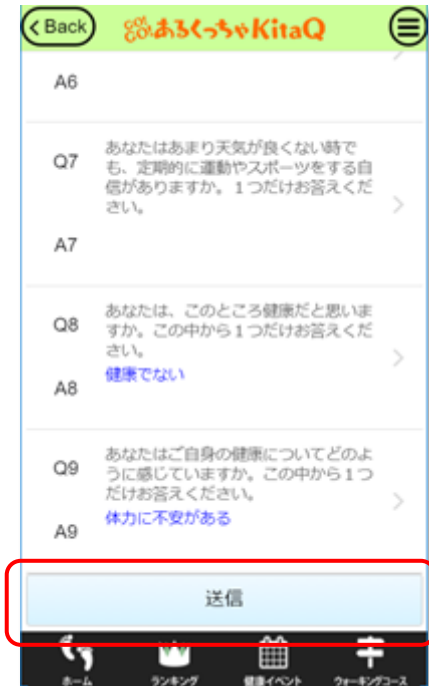 Back
GO!GO!あるくっちゃKitaQ
A6
Q7
あなたはあまり天気が良くない時で
も、定期的に運動やスポーツをする自
信がありますか。１つだけお答えくだ
さい。
A7
Q8
あなたは、このところ健康だと思いま
すか。この中から１つだけお答えくだ
さい。
A8
健康でない
Q9
あなたはご自身の健康についてどのよ
うに感じていますか。この中から１つ
だけお答えください。
A9
体力に不安がある
送信
ホーム
ランキング
健康イベント
ウォーキングコース